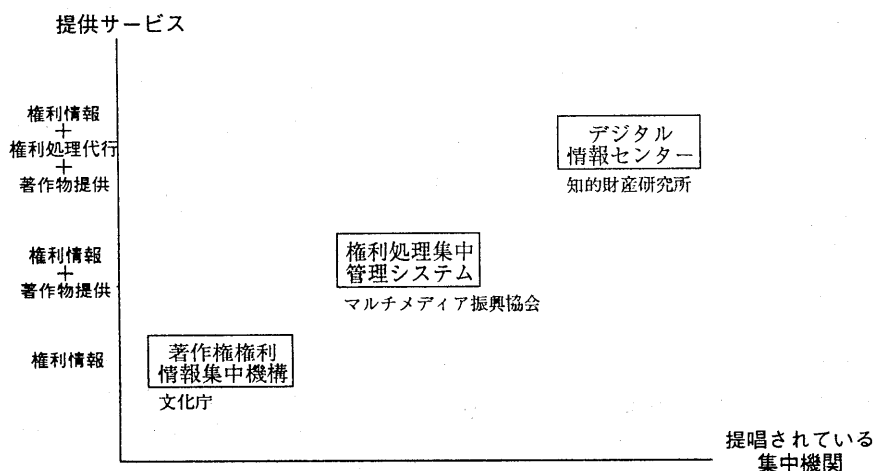 提供サービス
権利情報
+
権利処理代行
+
著作物提供
デジタル
情報センター
知的財産研究所
権利情報
+
著作物提供
権利処理集中
管理システム
マルチメディア振興協会
権利情報
著作権権利
情報集中機構
文化庁
提唱されている
集中機関